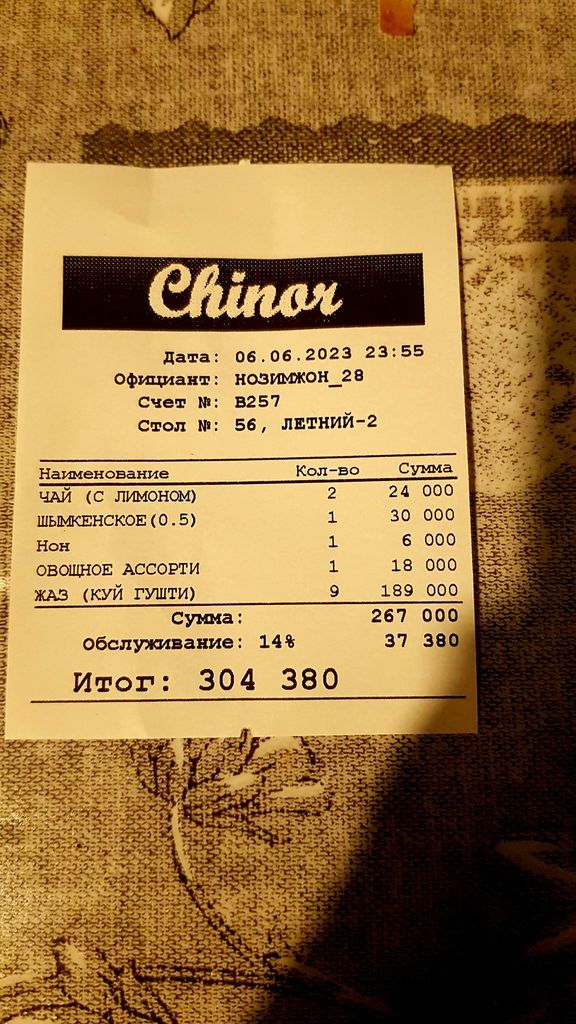 Chinor
Дата: 06.06.2023 23:55
Официант: НОЗИМЖОН_28
Счет №: B257
Стол №: 56, ЛЕТНИЙ-2
Наименование Кол-во Сумма
ЧАЙ (С ЛИМОНОМ) 2 24 000
ШЫМКЕНСКОЕ(0.5) 1 30 000
Нон 1 6 000
ОВОЩНОЕ АССОРТИ 1 18 000
ЖАЗ (КУЙ ГУШТИ) 9 189 000
Сумма: 267 000
Обслуживание: 14% 37 380
Итог: 304 380